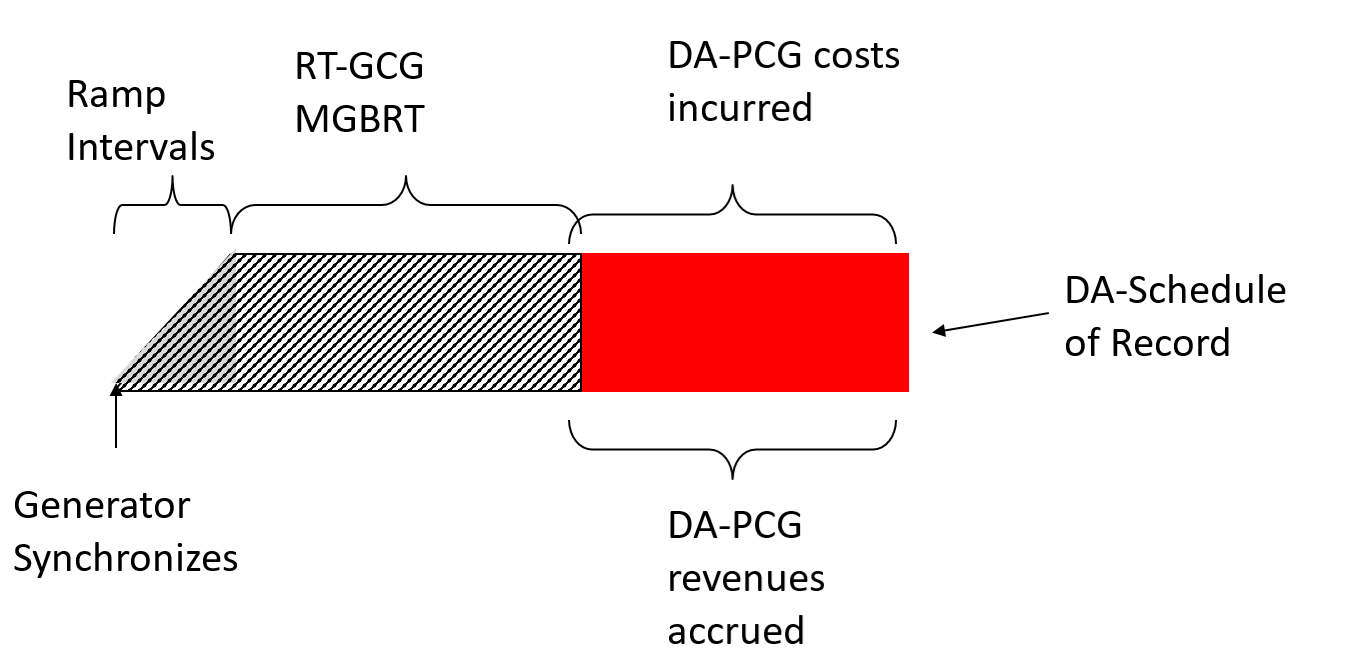 Ramp
Intervals
RT-GCG
MGBRT
DA-PCG costs
incurred
DA-Schedule
of Record
Generator
Synchronizes
DA-PCG
revenues
accrued